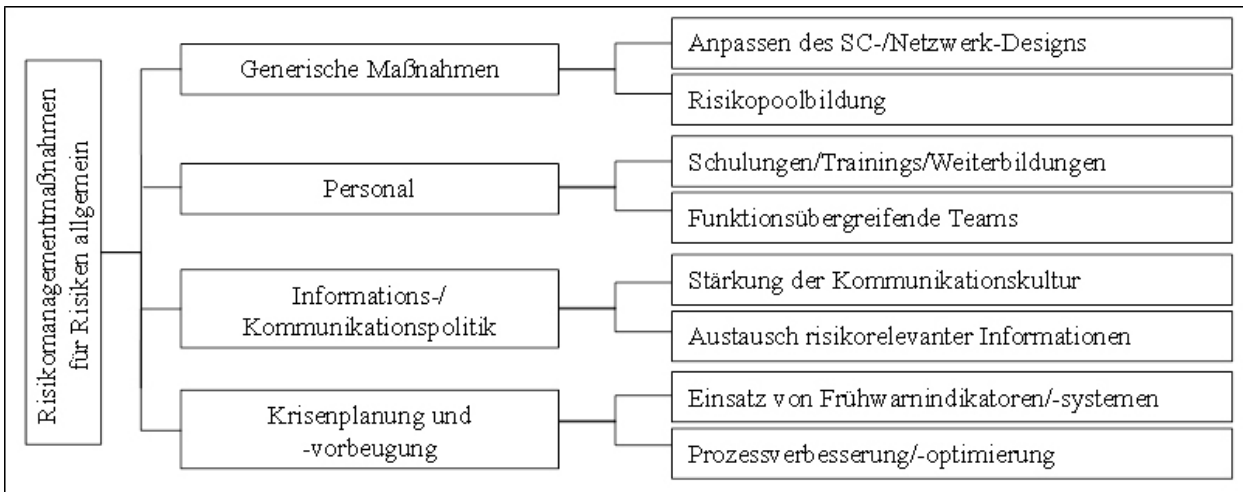 Risikomanagementmaßnahmen
für Risiken allgemein
Generische Maßnahmen
Anpassen des SC-/Netzwerk-Designs
Risikopoolbildung
Personal
Schulungen/Trainings/Weiterbildungen
Funktionsübergreifende Teams
Informations-/
Kommunikationspolitik
Stärkung der Kommunikationskultur
Austausch risikorelevanter Informationen
Krisenplanung und
-vorbeugung
Einsatz von Frühwarnindikatoren/-systemen
Prozessverbesserung/-optimierung